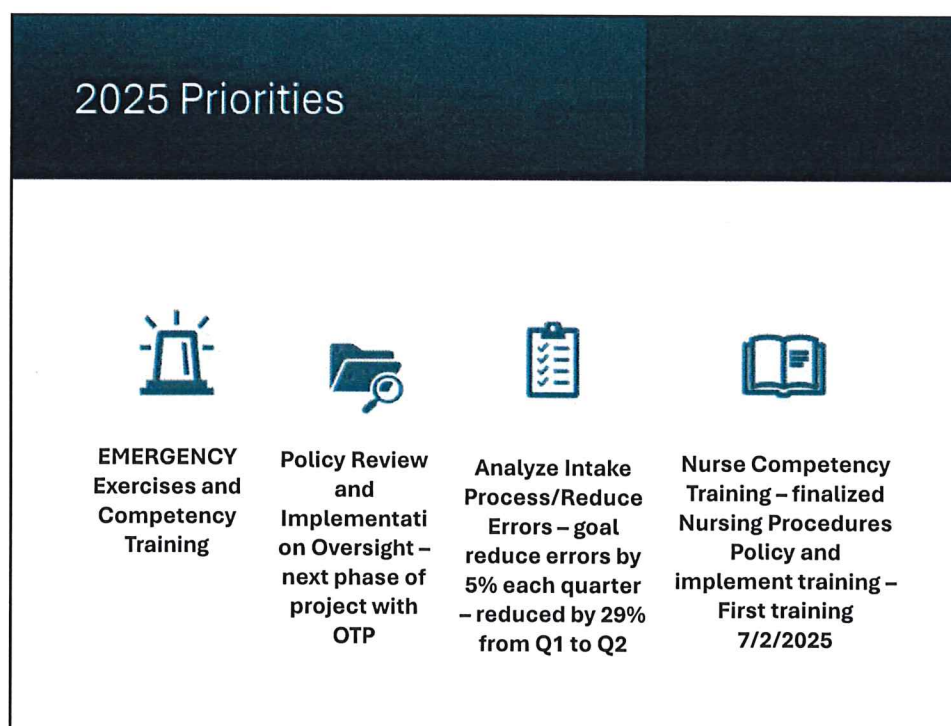 2025 Priorities
EMERGENCY
Exercises and
Competency
Training
Policy Review
and
Implementati
on Oversight –
next phase of
project with
OTP
Analyze Intake
Process/Reduce
Errors – goal
reduce errors by
5% each quarter
– reduced by 29%
from Q1 to Q2
Nurse Competency
Training – finalized
Nursing Procedures
Policy and
implement training –
First training
7/2/2025